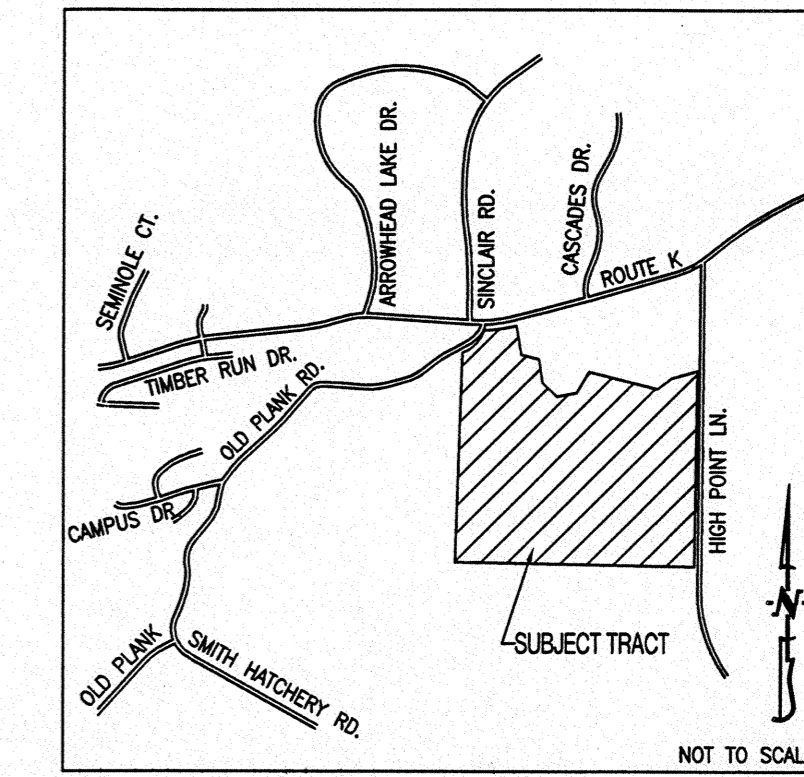 SEMINOLE CT.
ARROWHEAD LAKE DR.
SINCLAIR RD.
CASCADES DR.
ROUTE K
TIMBER RUN DR.
OLD PLANK RD.
CAMPUS DR
HIGH POINT LN.
-N-
OLD PLANK
SMITH HATCHERY RD.
SUBJECT TRACT
NOT TO SCAL